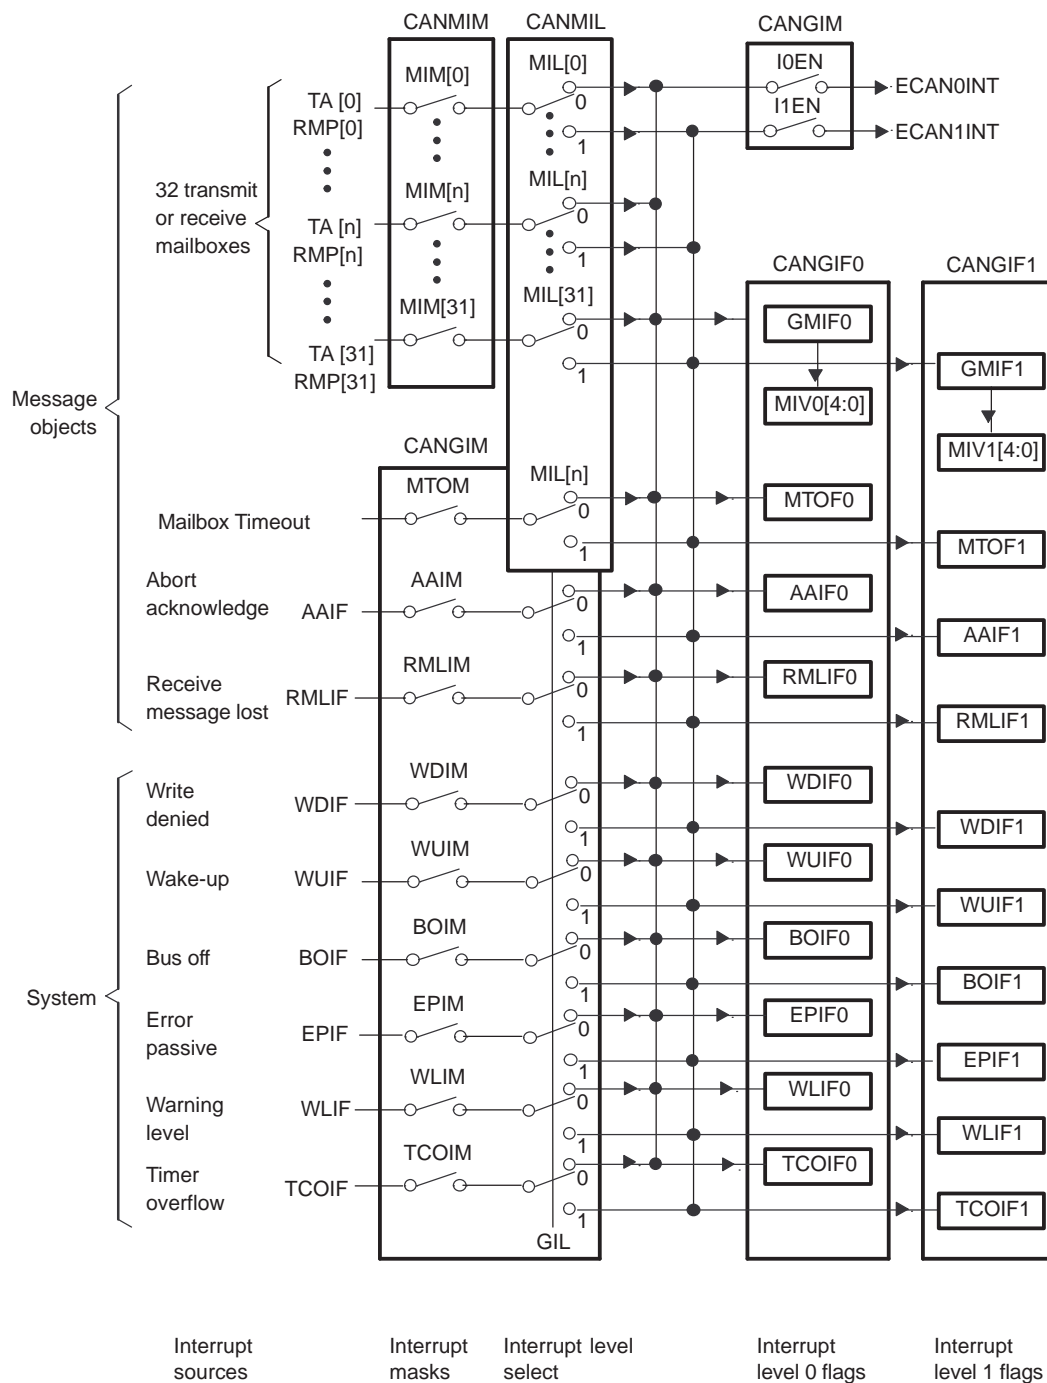 CANMIM
CANMIL
CANGIM
MIL[0]
I0EN
MIM[0]
0
ECAN0INT
TA [0]
I1EN
RMP[0]
1
ECAN1INT
32 transmit
or receive
mailboxes
MIM[n]
MIL[n]
0
TA [n]
RMP[n]
1
CANGIF0
CANGIF1
MIL[31]
MIM[31]
0
GMIF0
TA [31]
RMP[31]
1
GMIF1
Message
objects
MIV0[4:0]
CANGIM
MIV1[4:0]
MTOM
MIL[n]
MTOF0
Mailbox Timeout
0
1
MTOF1
Abort
acknowledge
AAIF
AAIM
0
AAIF0
1
AAIF1
Receive
message lost
RMLIF
RMLIM
0
RMLIF0
1
RMLIF1
Write
denied
WDIF
WDIM
0
WDIF0
1
WDIF1
Wake-up
WUIF
WUIM
0
WUIF0
1
WUIF1
Bus off
BOIF
BOIM
0
BOIF0
1
BOIF1
System
Error
passive
EPIF
EPIM
0
EPIF0
1
EPIF1
Warning
level
WLIF
WLIM
0
WLIF0
1
WLIF1
Timer
overflow
TCOIF
TCOIM
0
TCOIF0
1
TCOIF1
GIL
Interrupt
sources
Interrupt
masks
Interrupt level
select
Interrupt
level 0 flags
Interrupt
level 1 flags